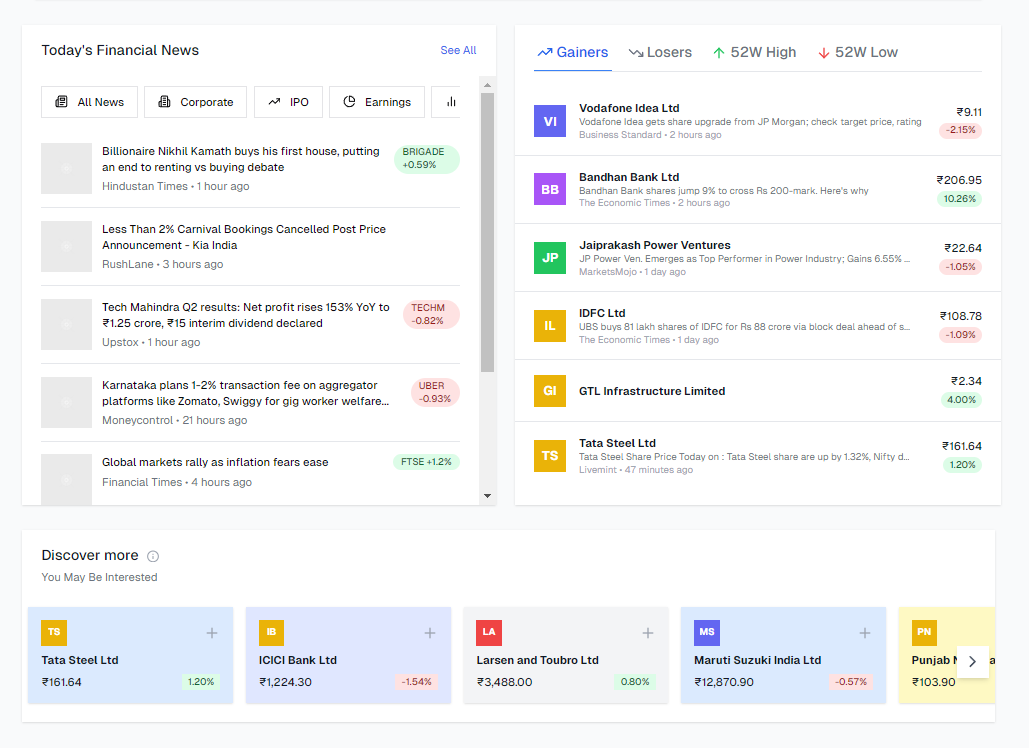 Today's Financial News
See All
All News
Corporate
IPO
Earnings
Billionaire Nikhil Kamath buys his first house, putting
an end to renting vs buying debate
Hindustan Times • 1 hour ago
BRIGADE
+0.59%
Less Than 2% Carnival Bookings Cancelled Post Price
Announcement - Kia India
RushLane • 3 hours ago
Tech Mahindra Q2 results: Net profit rises 153% YoY to
₹1.25 crore, ₹15 interim dividend declared
Upstox • 1 hour ago
TECHM
-0.82%
Karnataka plans 1-2% transaction fee on aggregator
platforms like Zomato, Swiggy for gig worker welfare...
Moneycontrol • 21 hours ago
UBER
-0.93%
Global markets rally as inflation fears ease
Financial Times • 4 hours ago
FTSE +1.2%
Gainers
Losers
52W High
52W Low
VI
Vodafone Idea Ltd
Vodafone Idea gets share upgrade from JP Morgan; check target price, rating
Business Standard • 2 hours ago
₹9.11
-2.15%
BB
Bandhan Bank Ltd
Bandhan Bank shares jump 9% to cross Rs 200-mark. Here's why
The Economic Times • 2 hours ago
₹206.95
10.26%
JP
Jaiprakash Power Ventures
JP Power Ven. Emerges as Top Performer in Power Industry; Gains 6.55% ...
MarketsMojo • 1 day ago
₹22.64
-1.05%
IL
IDFC Ltd
UBS buys 81 lakh shares of IDFC for Rs 88 crore via block deal ahead of s...
The Economic Times • 1 day ago
₹108.78
-1.09%
GI
GTL Infrastructure Limited
₹2.34
4.00%
TS
Tata Steel Ltd
Tata Steel Share Price Today on : Tata Steel share are up by 1.32%, Nifty d...
Livemint • 47 minutes ago
₹161.64
1.20%
Discover more
You May Be Interested
TS
Tata Steel Ltd
₹161.64
1.20%
IB
ICICI Bank Ltd
₹1,224.30
-1.54%
LA
Larsen and Toubro Ltd
₹3,488.00
0.80%
MS
Maruti Suzuki India Ltd
₹12,870.90
-0.57%
PN
Punjab
₹103.90